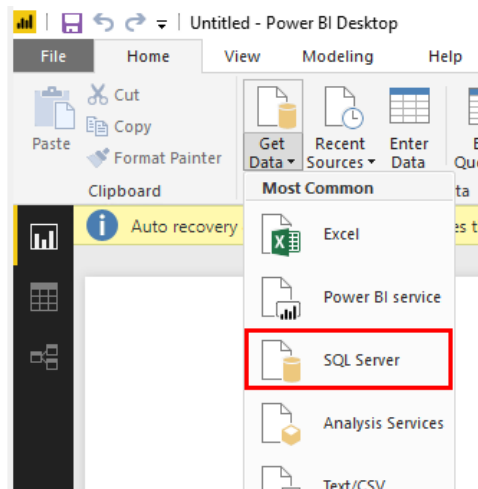 Untitled - Power BI Desktop
File Home View Modeling Help
Cut
Copy
Format Painter
Paste
Clipboard
Get Data
Recent Sources
Enter Data
Most Common
Auto recovery
Excel
Power BI service
SQL Server
Analysis Services
Text/CSV